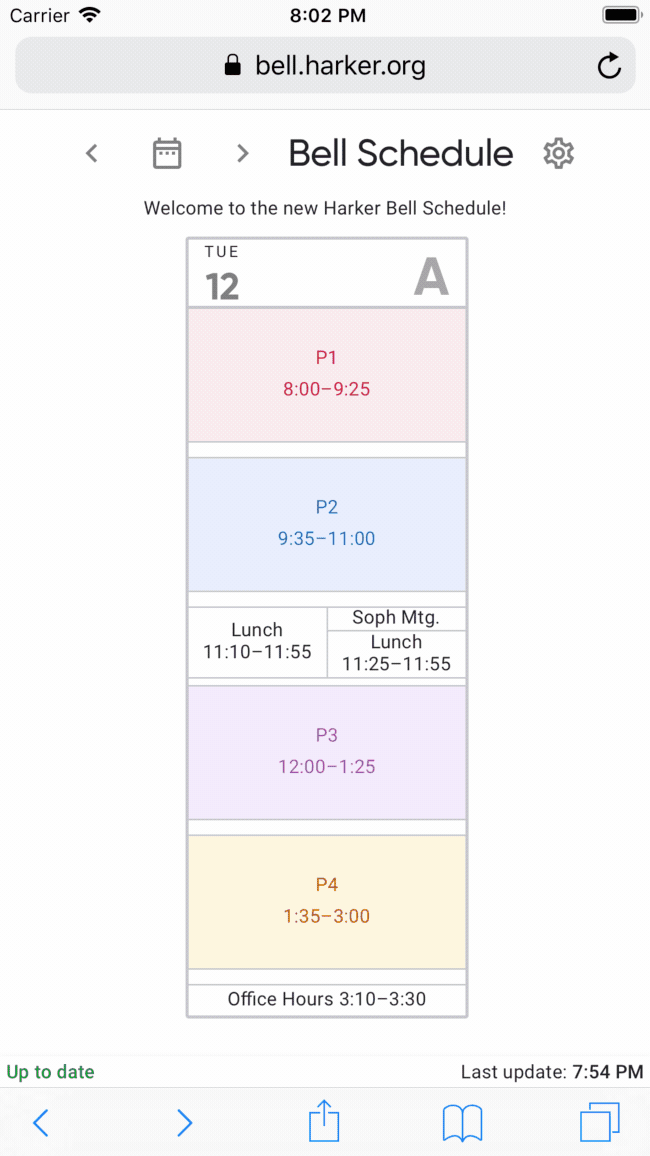 Carrier 8:02 PM
bell.harker.org
Bell Schedule
Welcome to the new Harker Bell Schedule!
TUE
12 A
P1
8:00–9:25
P2
9:35–11:00
Lunch
11:10–11:55
Soph Mtg.
Lunch
11:25–11:55
P3
12:00–1:25
P4
1:35–3:00
Office Hours 3:10–3:30
Up to date Last update: 7:54 PM